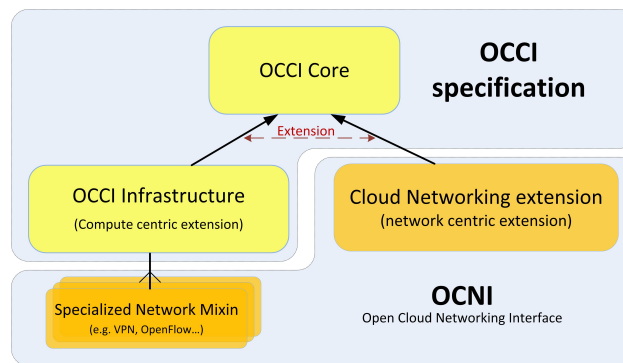 OCCI Core
OCCI
specification
Extension
OCCI Infrastructure
(Compute centric extension)
Cloud Networking extension
(network centric extension)
Specialized Network Mixin
(e.g. VPN, OpenFlow...)
OCNI
Open Cloud Networking Interface